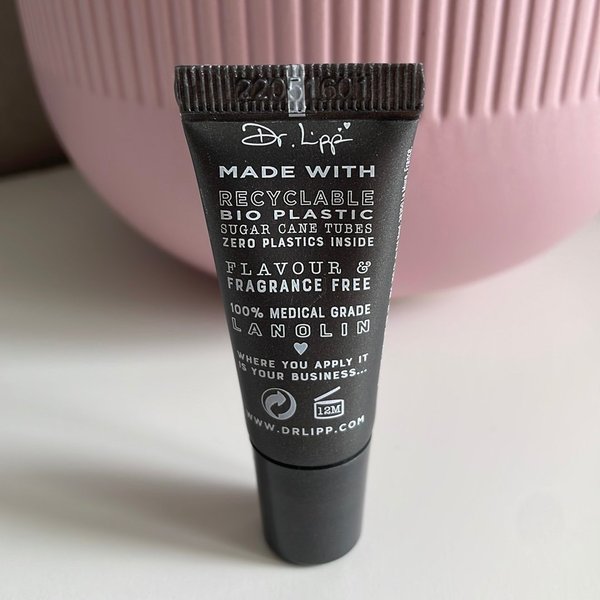 22051601
Dr. Lipp
MADE WITH
RECYCLABLE
BIO PLASTIC
SUGAR CANE TUBES
ZERO PLASTICS INSIDE
FLAVOUR &
FRAGRANCE FREE
100% MEDICAL GRADE
LANOLIN
WHERE YOU APPLY IT
IS YOUR BUSINESS...
12M
WWW.DRLIPP.COM